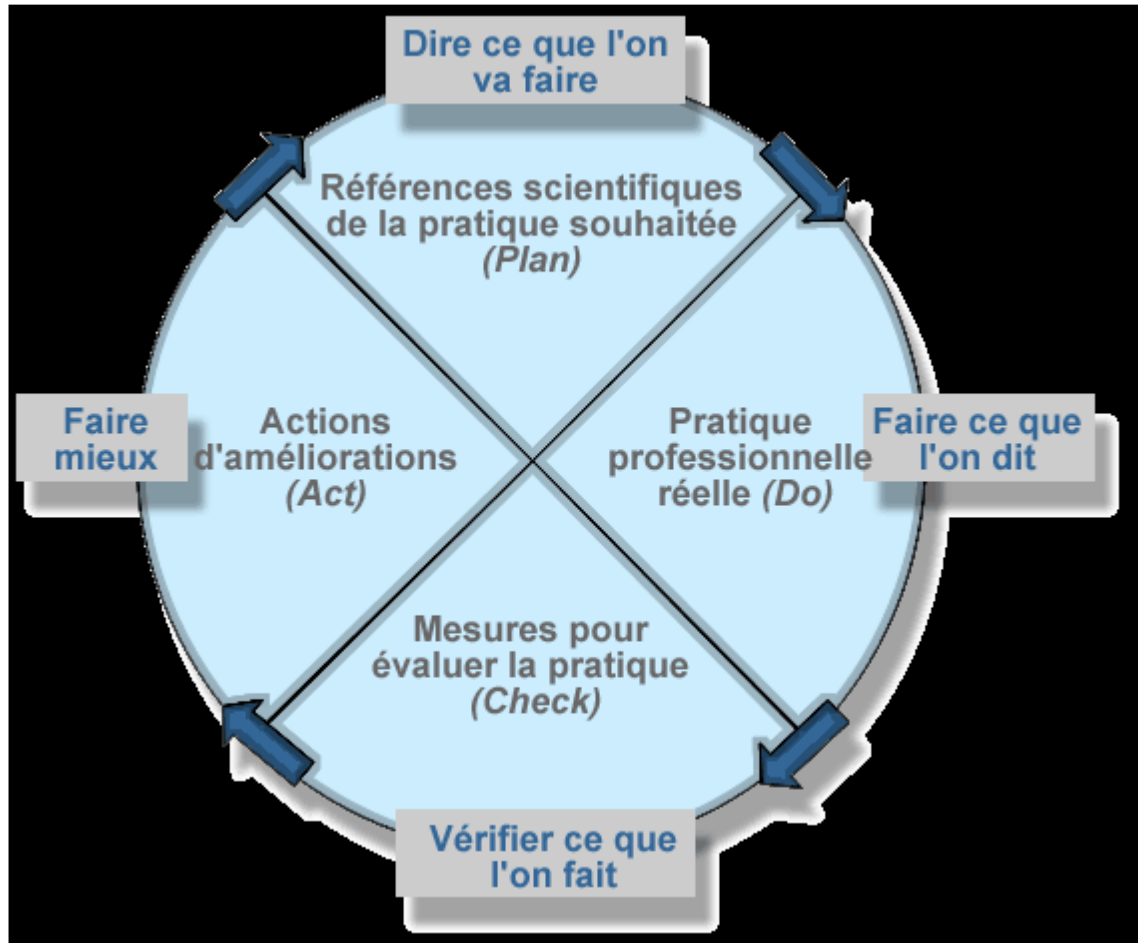 Dire ce que l'on
va faire
Références scientifiques
de la pratique souhaitée
(Plan)
Faire
mieux
Actions
d'améliorations
(Act)
Pratique
professionnelle
réelle (Do)
Faire ce que
l'on dit
Mesures pour
évaluer la pratique
(Check)
Vérifier ce que
l'on fait